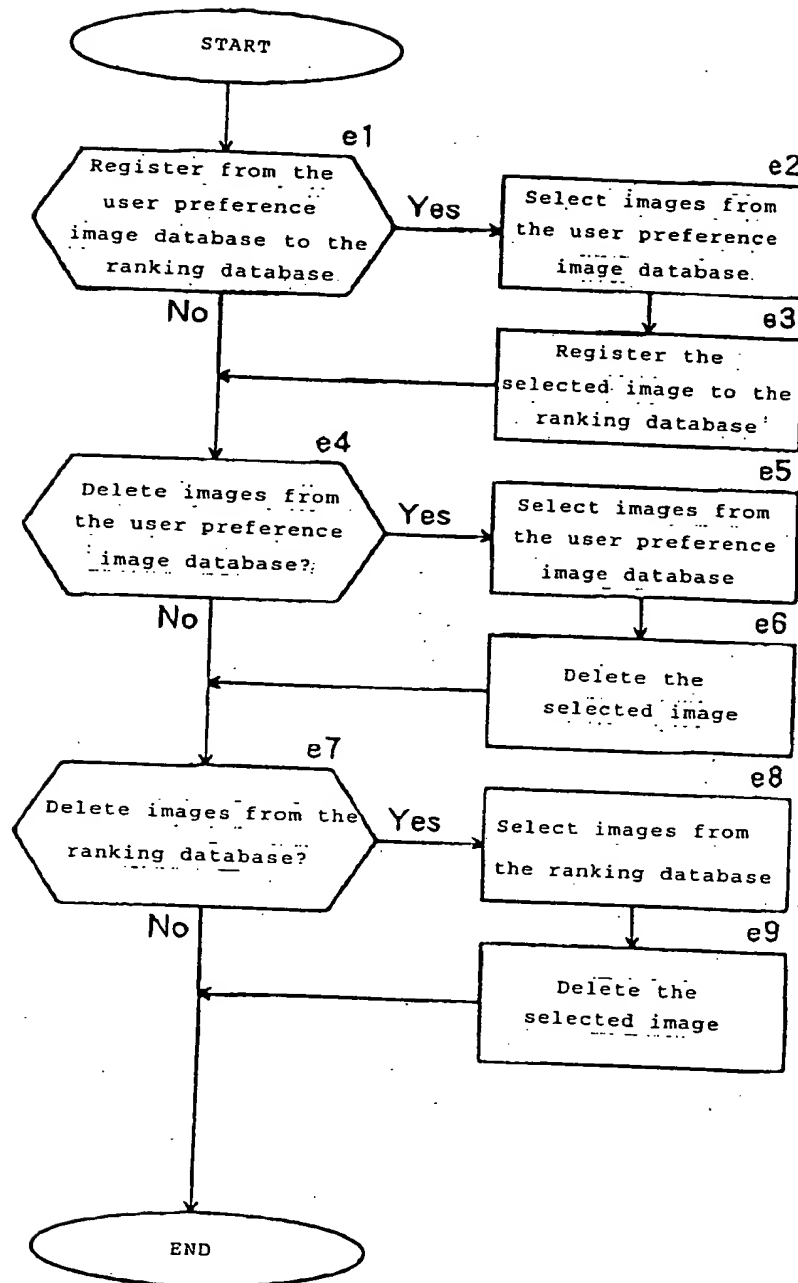 START
e1
Register from the
user preference
image database to the
ranking database
Yes
e2
Select images from
the user preference
image database.
No
e3
Register the
selected image to the
ranking database
e4
Delete images from
the user preference
image database?
Yes
e5
Select images from
the user preference
image database
No
e6
Delete the
selected image
e7
Delete images from the
ranking database?
Yes
e8
Select images from
the ranking database
No
e9
Delete the
selected image
END